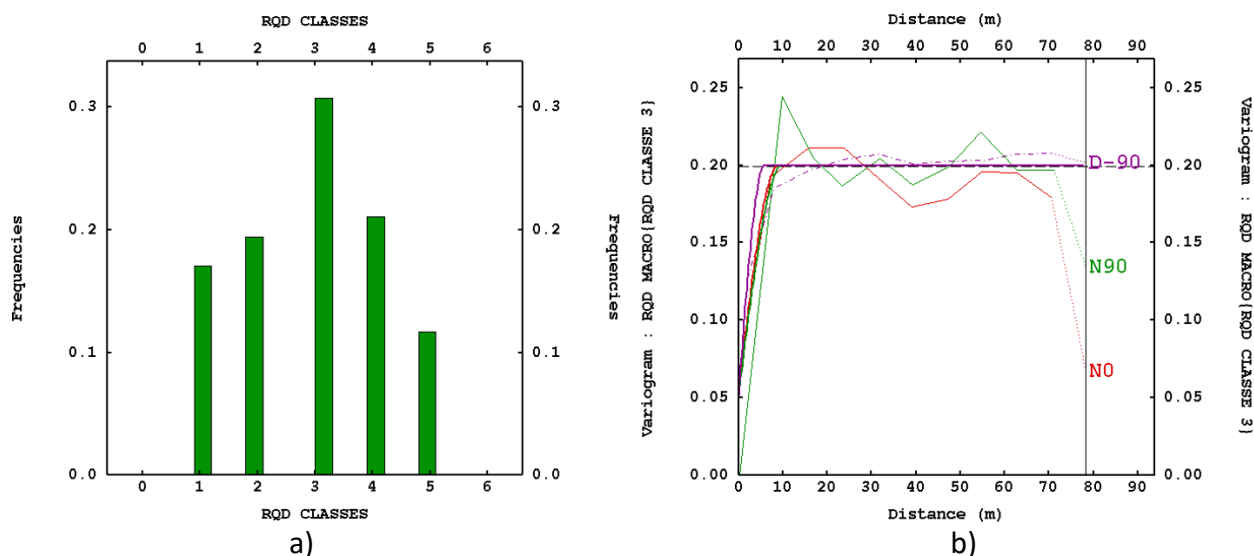 RQD CLASSES
0 1 2 3 4 5 6
Frequencies
0.3 0.3
0.2 0.2
0.1 0.1
0.0 0.0
Frequencies
0 1 2 3 4 5 6
RQD CLASSES
a)
Distance (m)
0 10 20 30 40 50 60 70 80 90
Variogram : RQD MACRO{RQD CLASSE 3}
0.25 0.25
0.20 D-90 0.20
0.15 0.15
N90
0.10 0.10
N0
0.05 0.05
0.00 0.00
Variogram : RQD MACRO{RQD CLASSE 3}
0 10 20 30 40 50 60 70 80 90
Distance (m)
b)